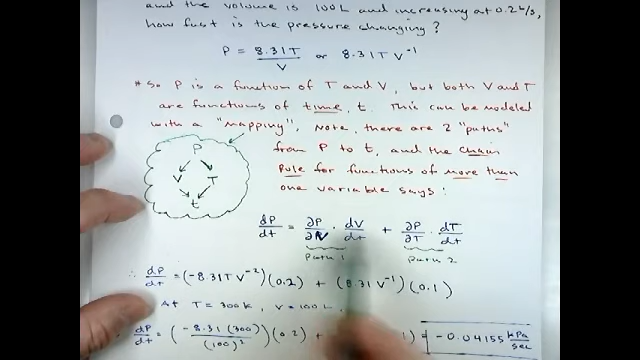 and the volume is 100L and increasing at 0.2 L/s,
how fast is the pressure changing?
P = 8.31T / V or 8.31TV⁻¹
* So P is a function of T and V, but both V and T
are functions of time, t. This can be modeled
with a "mapping". Note, there are 2 "paths"
from P to t, and the chain
Rule for functions of more than
one variable says:
P
V T
t
dP/dt = ∂P/∂V · dV/dt + ∂P/∂T · dT/dt
Path 1 Path 2
∴ dP/dt = (-8.31TV⁻²)(0.2) + (8.31V⁻¹)(0.1)
At T = 300K, V = 100L,
∴ dP/dt = (-8.31(300)/(100)²)(0.2) + 1) = -0.04155 kPa/sec